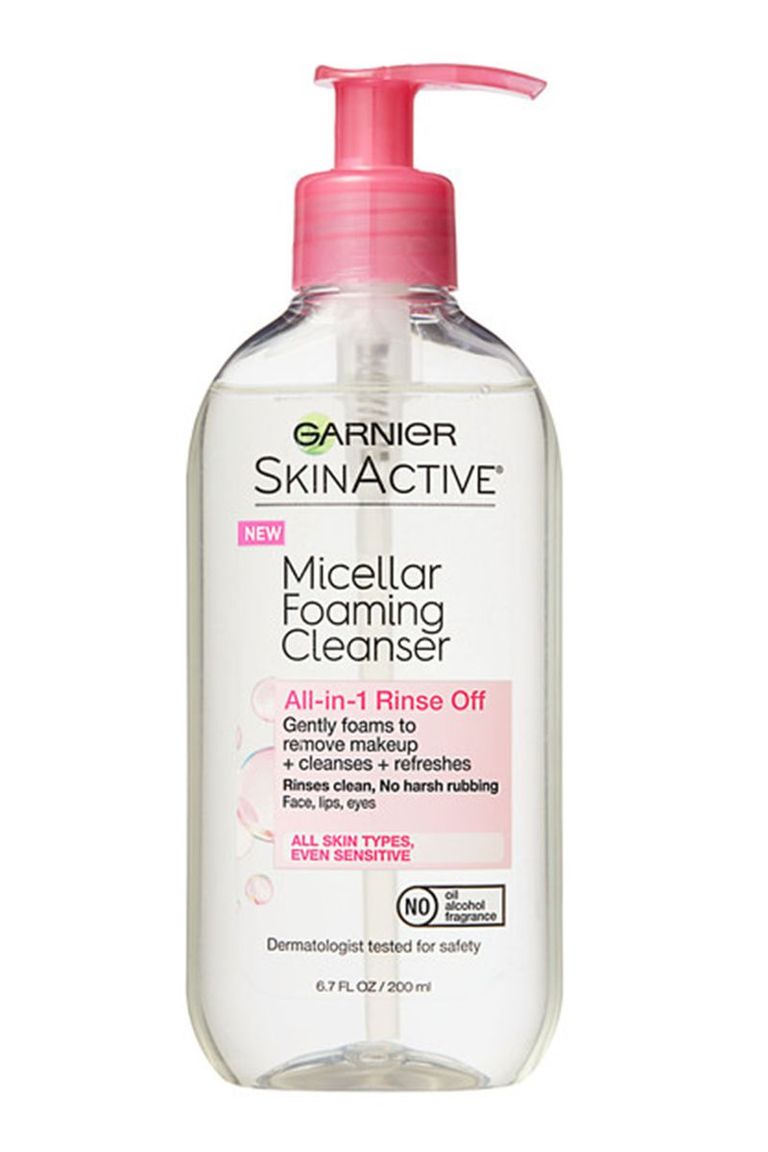 GARNIER
SKINACTIVE®
NEW
Micellar
Foaming
Cleanser
All-in-1 Rinse Off
Gently foams to
remove makeup
+ cleanses + refreshes
Rinses clean, No harsh rubbing
Face, lips, eyes
ALL SKIN TYPES,
EVEN SENSITIVE
NO
oil
alcohol
fragrance
Dermatologist tested for safety
6.7 FL OZ / 200 ml